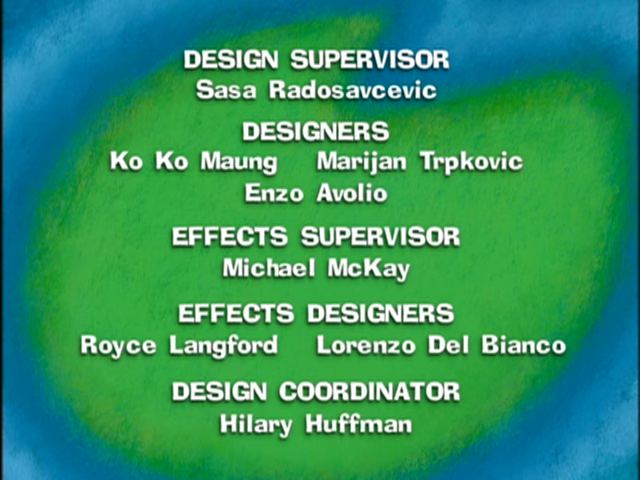 DESIGN SUPERVISOR
Sasa Radosavcevic
DESIGNERS
Ko Ko Maung Marijan Trpkovic
Enzo Avolio
EFFECTS SUPERVISOR
Michael McKay
EFFECTS DESIGNERS
Royce Langford Lorenzo Del Bianco
DESIGN COORDINATOR
Hilary Huffman